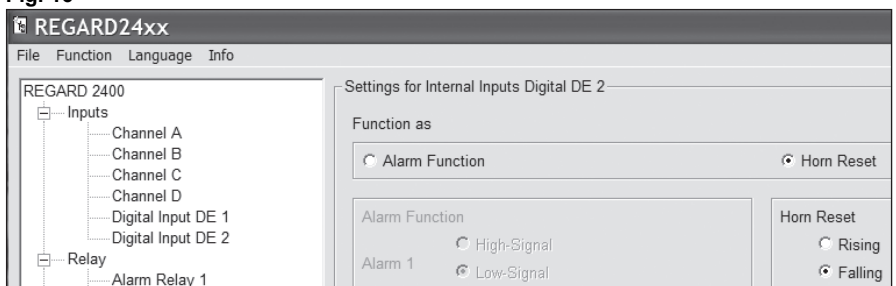 REGARD24xx
File Function Language Info
REGARD 2400
Inputs
Channel A
Channel B
Channel C
Channel D
Digital Input DE 1
Digital Input DE 2
Relay
Alarm Relay 1
Settings for Internal Inputs Digital DE 2
Function as
Alarm Function
Horn Reset
Alarm Function
High-Signal
Alarm 1
Low-Signal
Horn Reset
Rising
Falling